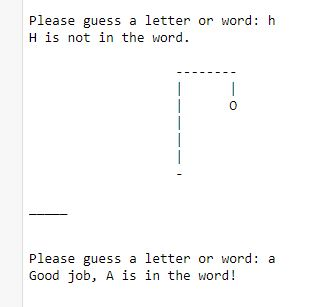 Please guess a letter or word: h
H is not in the word.
--------
|      |
|      O
|
|
|
-
_____
Please guess a letter or word: a
Good job, A is in the word!